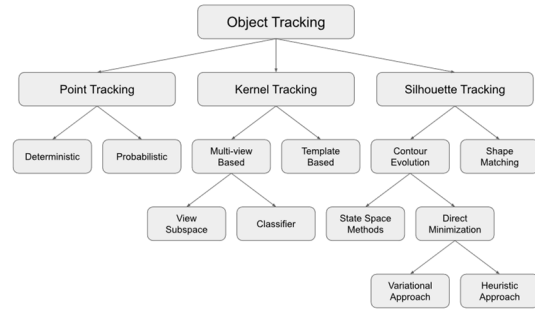 Object Tracking
Point Tracking
Kernel Tracking
Silhouette Tracking
Deterministic
Probabilistic
Multi-view
Based
Template
Based
Contour
Evolution
Shape
Matching
View
Subspace
Classifier
State Space
Methods
Direct
Minimization
Variational
Approach
Heuristic
Approach